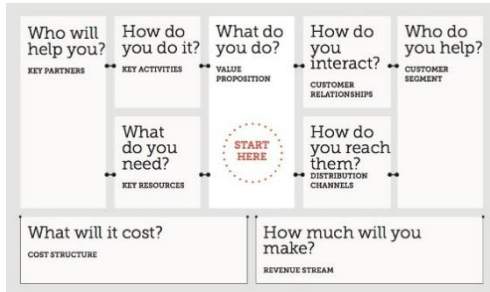 Who will
help you?
KEY PARTNERS
How do
you do it?
KEY ACTIVITIES
What do
you do?
VALUE
PROPOSITION
How do
you
interact?
CUSTOMER
RELATIONSHIPS
Who do
you help?
CUSTOMER
SEGMENT
What
do you
need?
KEY RESOURCES
START
HERE
How do
you reach
them?
DISTRIBUTION
CHANNELS
What will it cost?
COST STRUCTURE
How much will you
make?
REVENUE STREAM